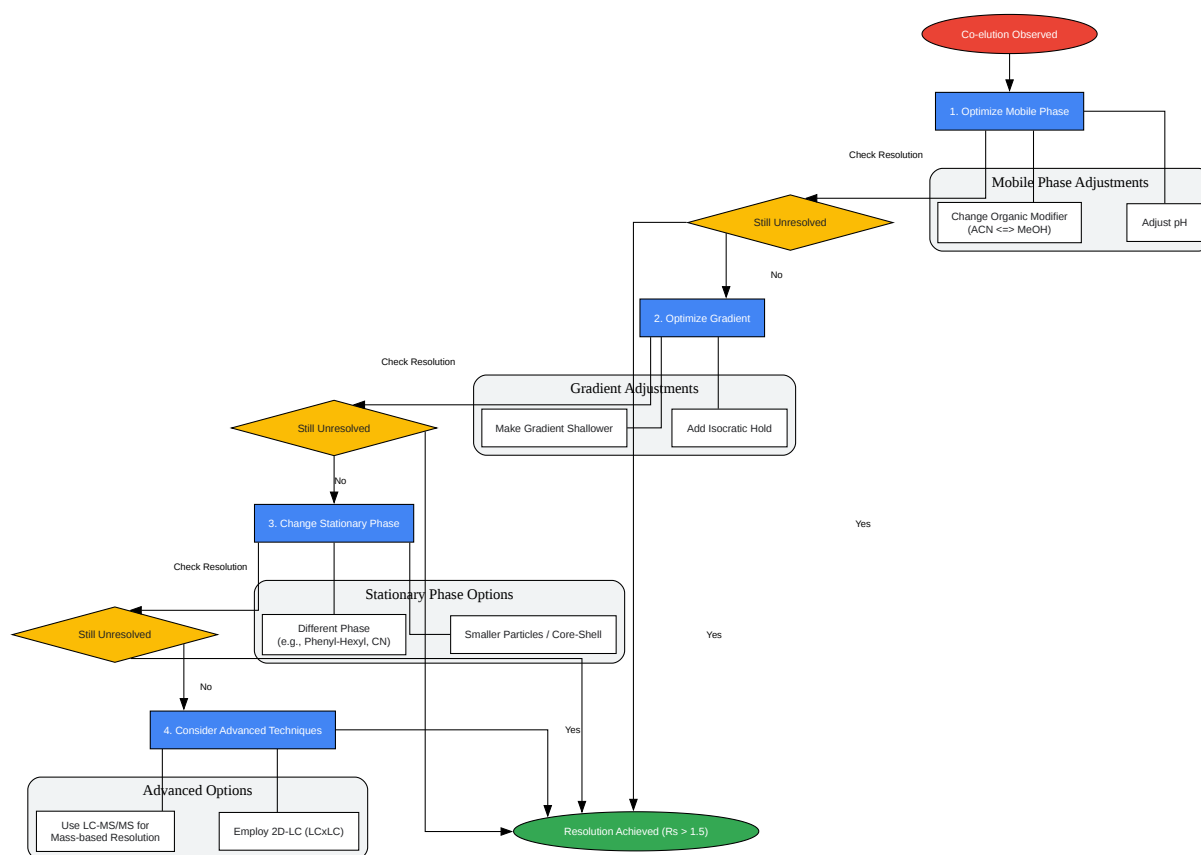 Co-elution Observed
1. Optimize Mobile Phase
Check Resolution
Mobile Phase Adjustments
Change Organic Modifier
(ACN <=> MeOH)
Adjust pH
Still Unresolved
No
2. Optimize Gradient
Check Resolution
Gradient Adjustments
Make Gradient Shallower
Add Isocratic Hold
Still Unresolved
No
3. Change Stationary Phase
Yes
Check Resolution
Stationary Phase Options
Different Phase
(e.g., Phenyl-Hexyl, CN)
Smaller Particles / Core-Shell
Still Unresolved
Yes
No
4. Consider Advanced Techniques
Yes
Advanced Options
Use LC-MS/MS for
Mass-based Resolution
Employ 2D-LC (LCxLC)
Resolution Achieved (Rs > 1.5)